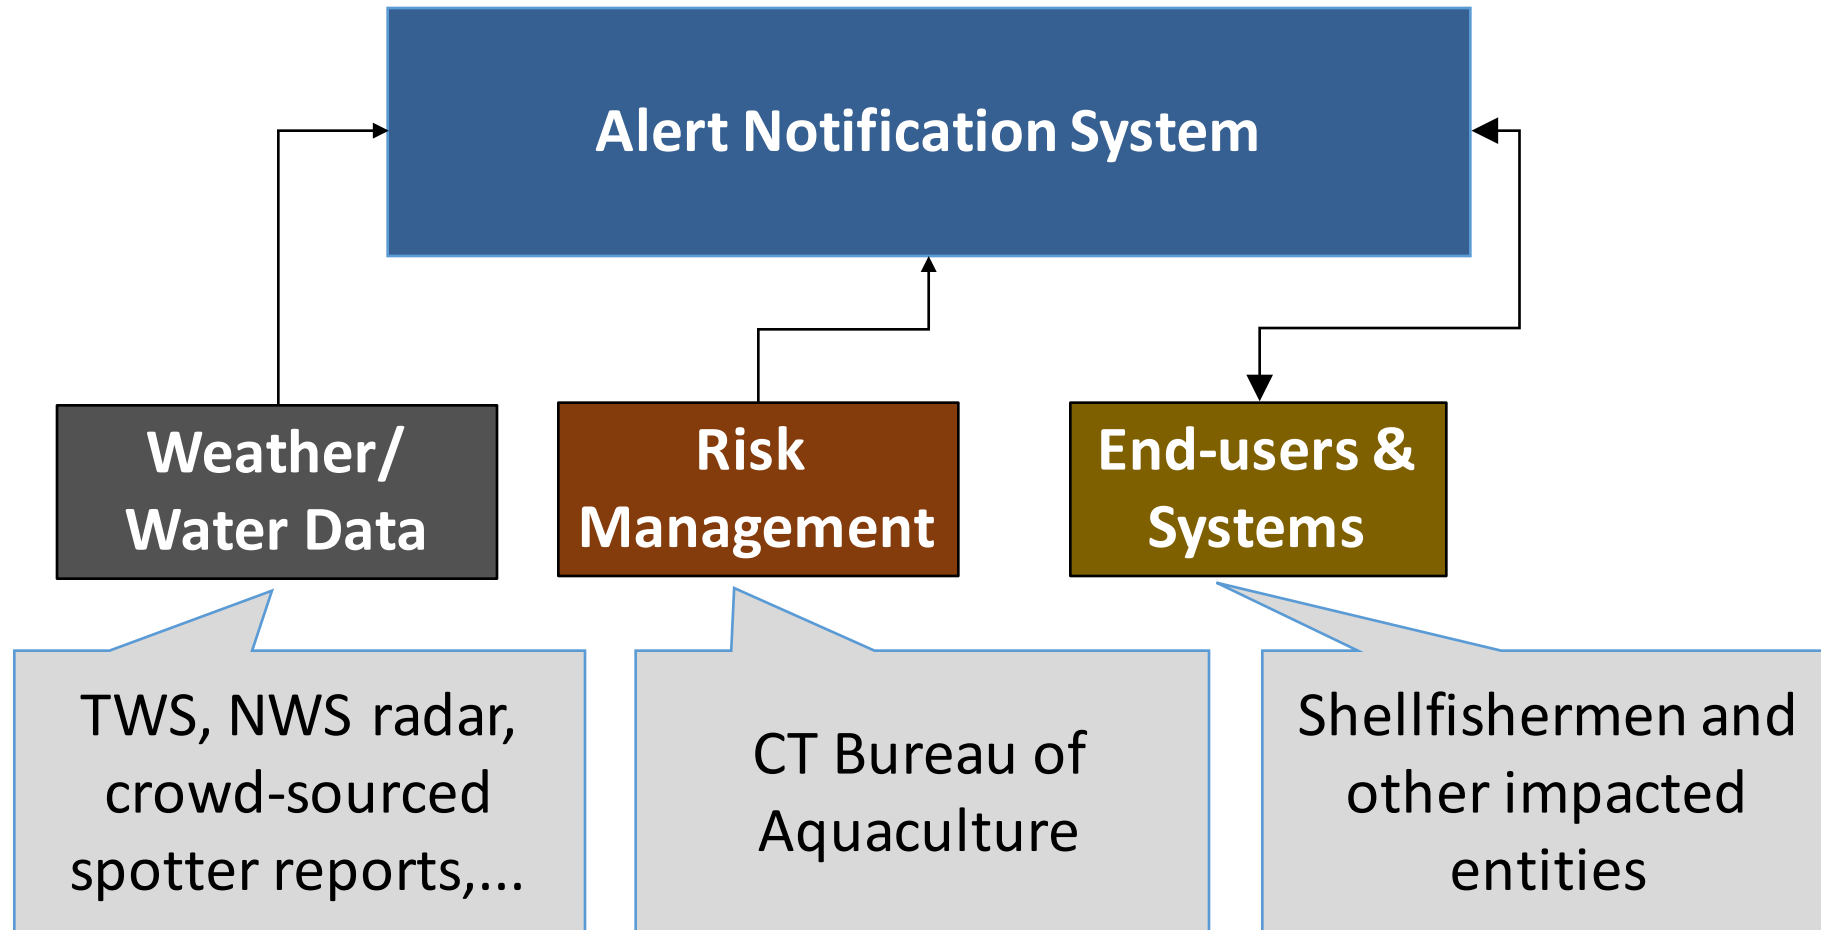 Alert Notification System
Weather/
Water Data
Risk
Management
End-users &
Systems
TWS, NWS radar,
crowd-sourced
spotter reports,...
CT Bureau of
Aquaculture
Shellfishermen and
other impacted
entities